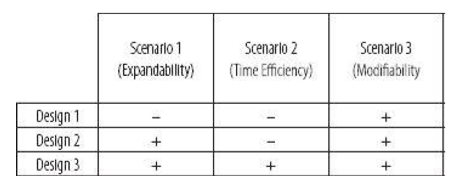 Scenario 1 Scenario 2 Scenario 3
(Expandability) (Time Efficiency) (Modifiability
Design 1 – – +
Design 2 + – +
Design 3 + + +